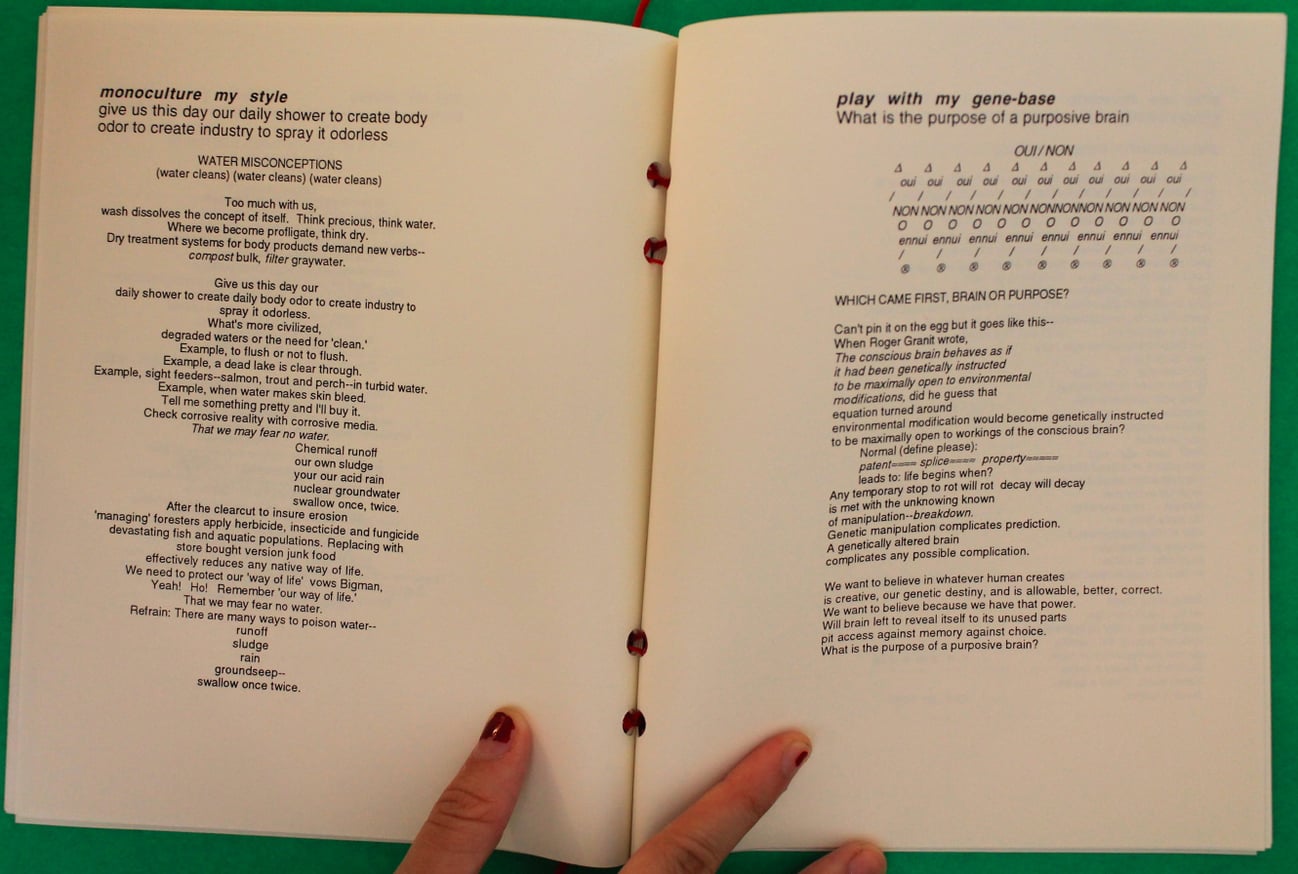 monoculture my style
give us this day our daily shower to create body
odor to create industry to spray it odorless
WATER MISCONCEPTIONS
(water cleans) (water cleans) (water cleans)
Too much with us,
wash dissolves the concept of itself. Think precious, think water.
Where we become profligate, think dry.
Dry treatment systems for body products demand new verbs--
compost bulk, filter graywater.
Give us this day our
daily shower to create daily body odor to create industry to
spray it odorless.
What's more civilized,
degraded waters or the need for 'clean.'
Example, to flush or not to flush.
Example, a dead lake is clear through.
Example, sight feeders--salmon, trout and perch--in turbid water.
Example, when water makes skin bleed.
Tell me something pretty and I'll buy it.
Check corrosive reality with corrosive media.
That we may fear no water.
Chemical runoff
our own sludge
your our acid rain
nuclear groundwater
swallow once, twice.
After the clearcut to insure erosion
'managing' foresters apply herbicide, insecticide and fungicide
devastating fish and aquatic populations. Replacing with
store bought version junk food
effectively reduces any native way of life.
We need to protect our 'way of life' vows Bigman,
Yeah! Ho! Remember 'our way of life.'
That we may fear no water.
Refrain: There are many ways to poison water--
runoff
sludge
rain
groundseep--
swallow once twice.
play with my gene-base
What is the purpose of a purposive brain
OUI/NON
Δ Δ Δ Δ Δ Δ Δ Δ Δ Δ Δ
oui oui oui oui oui oui oui oui oui oui oui
/ / / / / / / / / / /
NON NON NON NON NON NONNONNON NON NON NON
O O O O O O O O O O O
ennui ennui ennui ennui ennui ennui ennui ennui
/ / / / / / / / /
® ® ® ® ® ® ® ® ®
WHICH CAME FIRST, BRAIN OR PURPOSE?
Can't pin it on the egg but it goes like this--
When Roger Granit wrote,
The conscious brain behaves as if
it had been genetically instructed
to be maximally open to environmental
modifications, did he guess that
equation turned around
environmental modification would become genetically instructed
to be maximally open to workings of the conscious brain?
Normal (define please):
patent==== splice==== property=====
leads to: life begins when?
Any temporary stop to rot will rot decay will decay
is met with the unknowing known
of manipulation--breakdown.
Genetic manipulation complicates prediction.
A genetically altered brain
complicates any possible complication.
We want to believe in whatever human creates
is creative, our genetic destiny, and is allowable, better, correct.
We want to believe because we have that power.
Will brain left to reveal itself to its unused parts
pit access against memory against choice.
What is the purpose of a purposive brain?